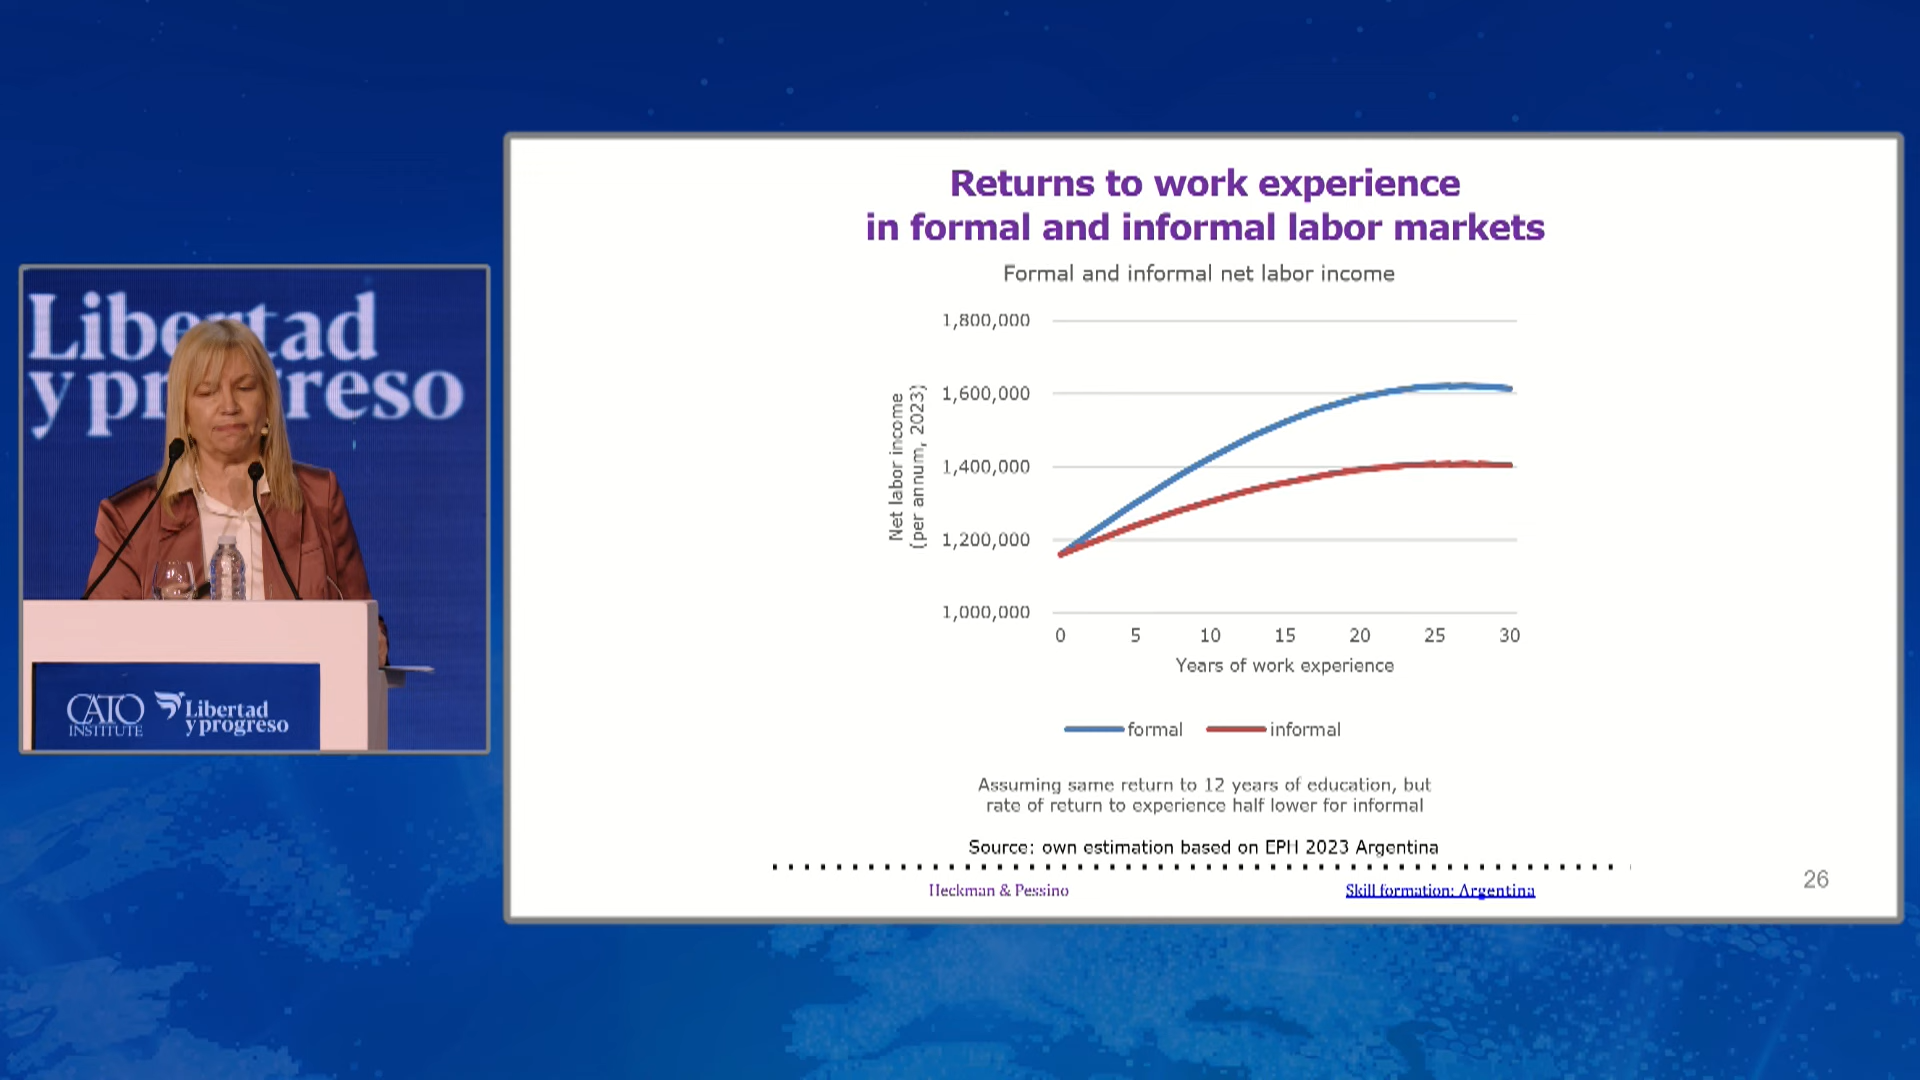 Libertad
y progreso
CATO
INSTITUTE
Libertad
y progreso
Returns to work experience
in formal and informal labor markets
Formal and informal net labor income
Net labor income
(per annum, 2023)
1,800,000
1,600,000
1,400,000
1,200,000
1,000,000
0 5 10 15 20 25 30
Years of work experience
formal informal
Assuming same return to 12 years of education, but
rate of return to experience half lower for informal
Source: own estimation based on EPH 2023 Argentina
Heckman & Pessino
Skill formation: Argentina
26